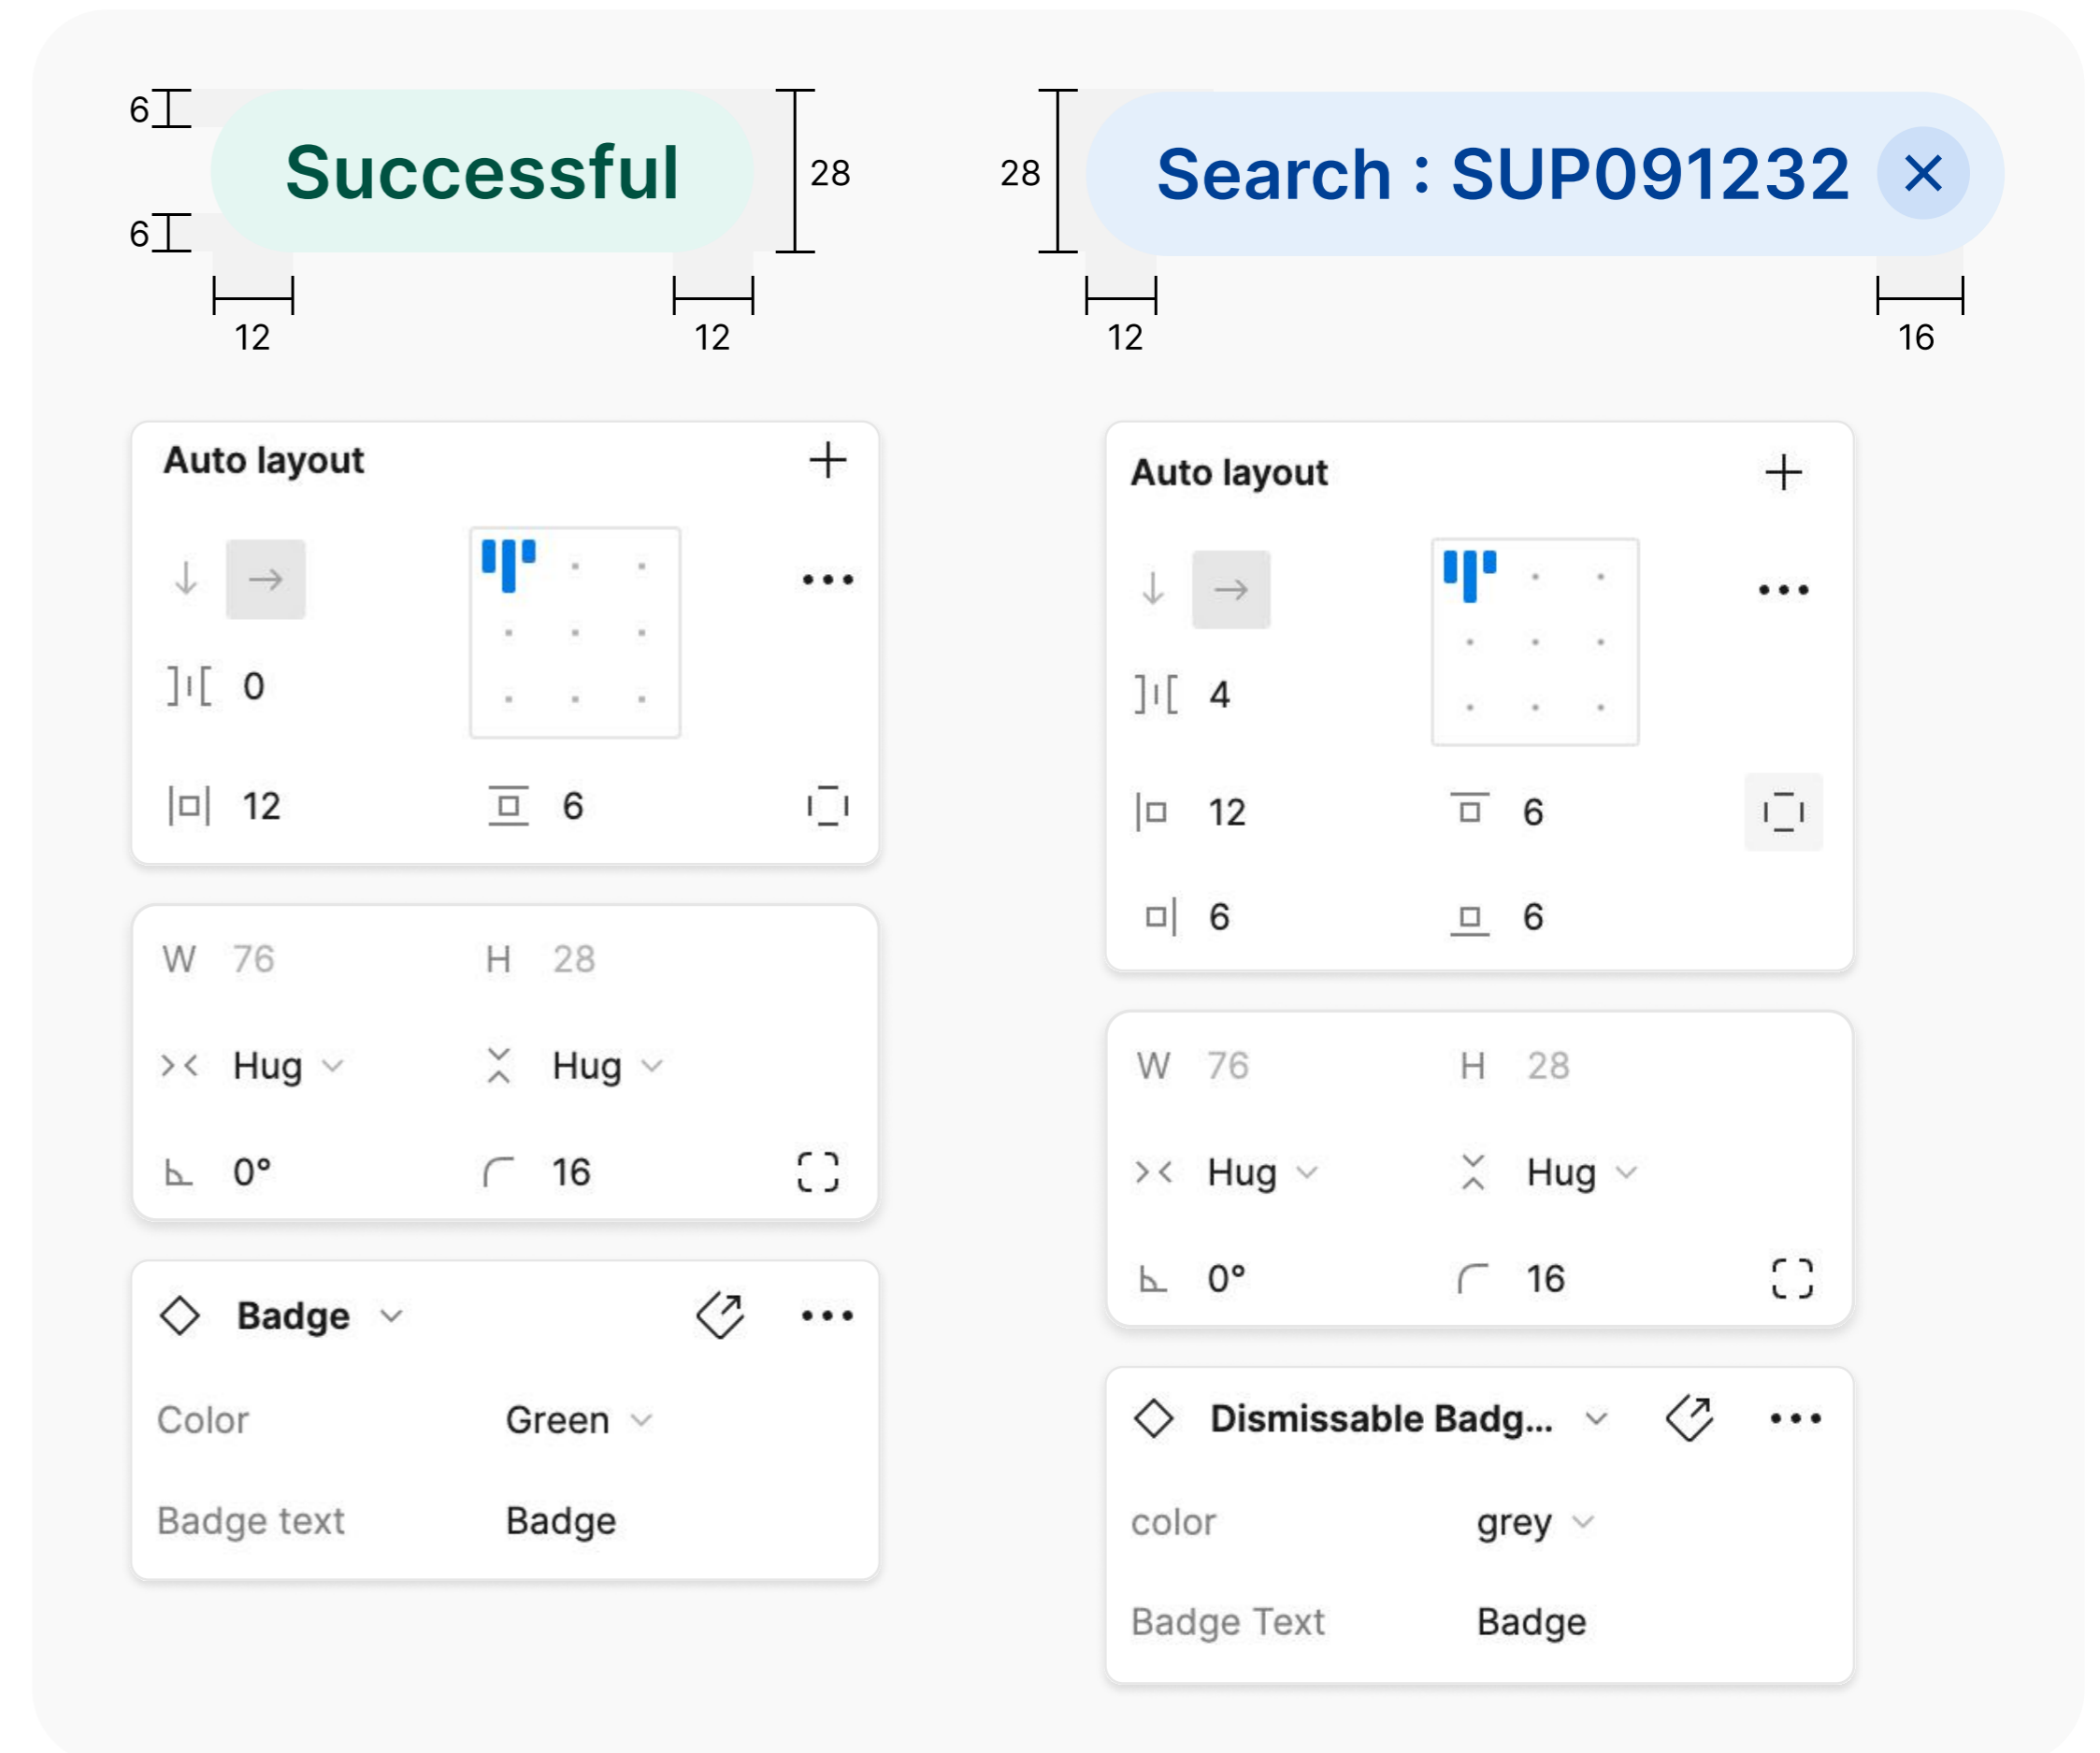 6
Successful
28
6
12
12
28
Search : SUP091232
12
16
Auto layout
0
12
6
W 76 H 28
Hug Hug
0° 16
Badge
Color Green
Badge text Badge
Auto layout
4
12 6
6 6
W 76 H 28
Hug Hug
0° 16
Dismissable Badg...
color grey
Badge Text Badge